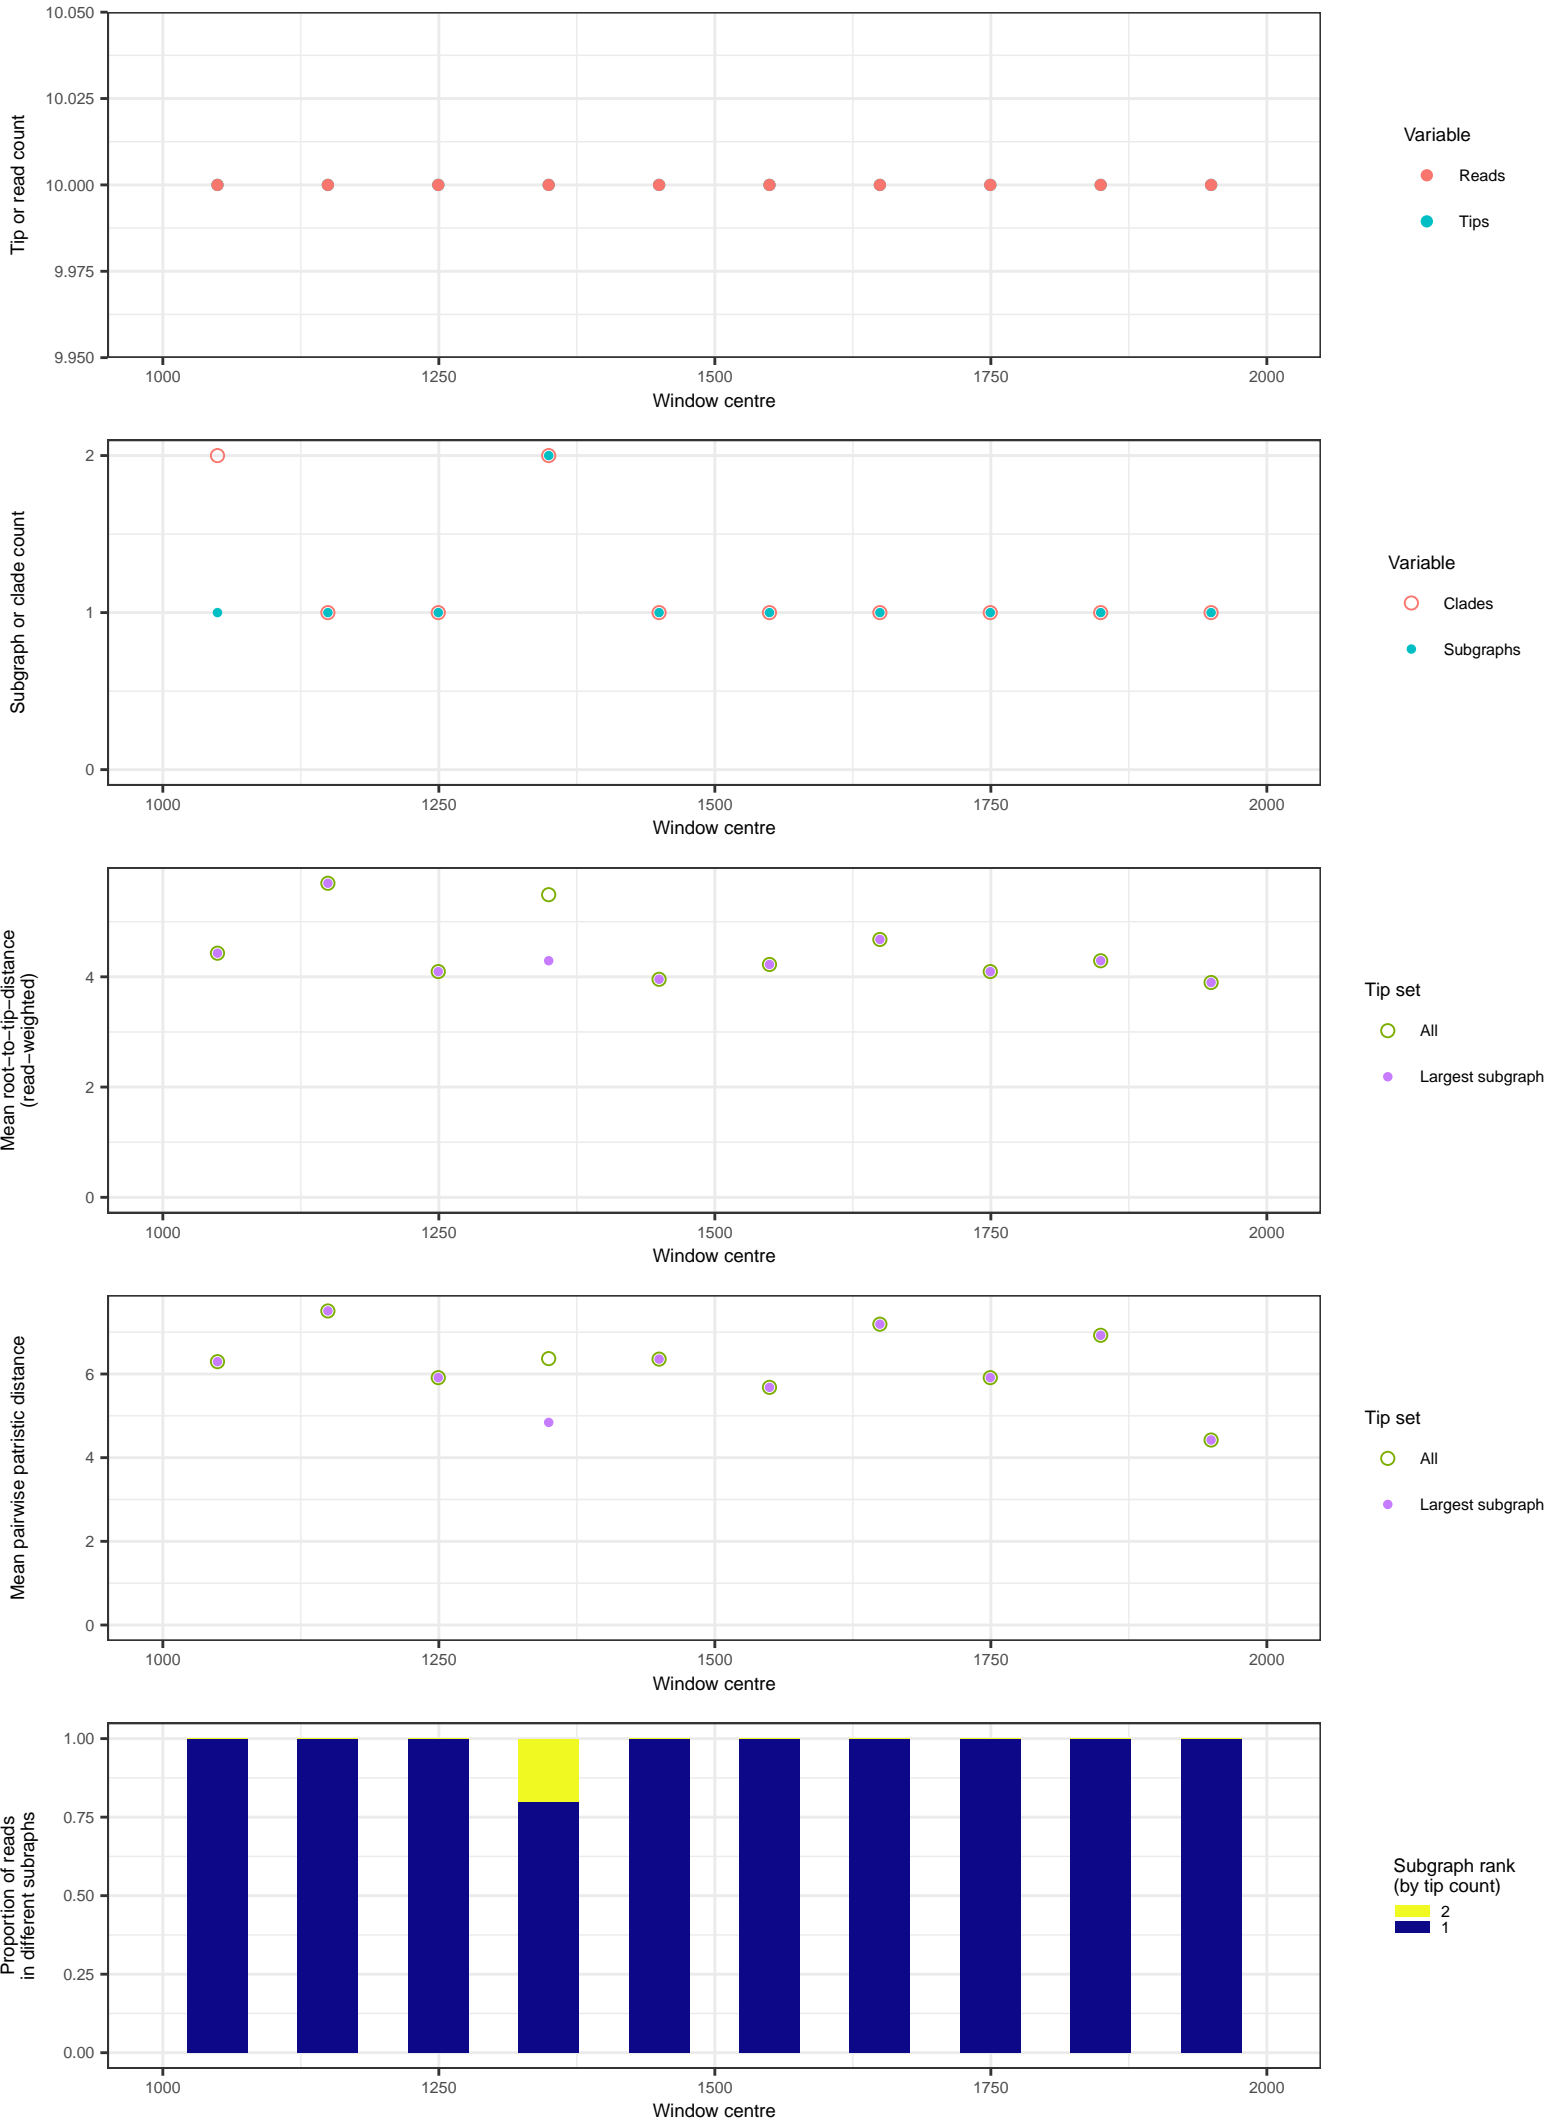 10.050
10.025
10.000
9.975
9.950
Tip or read count
1000 1250 1500 1750 2000
Window centre
Variable
Reads
Tips
2
1
0
Subgraph or clade count
1000 1250 1500 1750 2000
Window centre
Variable
Clades
Subgraphs
4
2
0
Mean root−to−tip−distance
(read−weighted)
1000 1250 1500 1750 2000
Window centre
Tip set
All
Largest subgraph
6
4
2
0
Mean pairwise patristic distance
1000 1250 1500 1750 2000
Window centre
Tip set
All
Largest subgraph
1.00
0.75
0.50
0.25
0.00
Proportion of reads
in different subraphs
1000 1250 1500 1750 2000
Window centre
Subgraph rank
(by tip count)
2
1